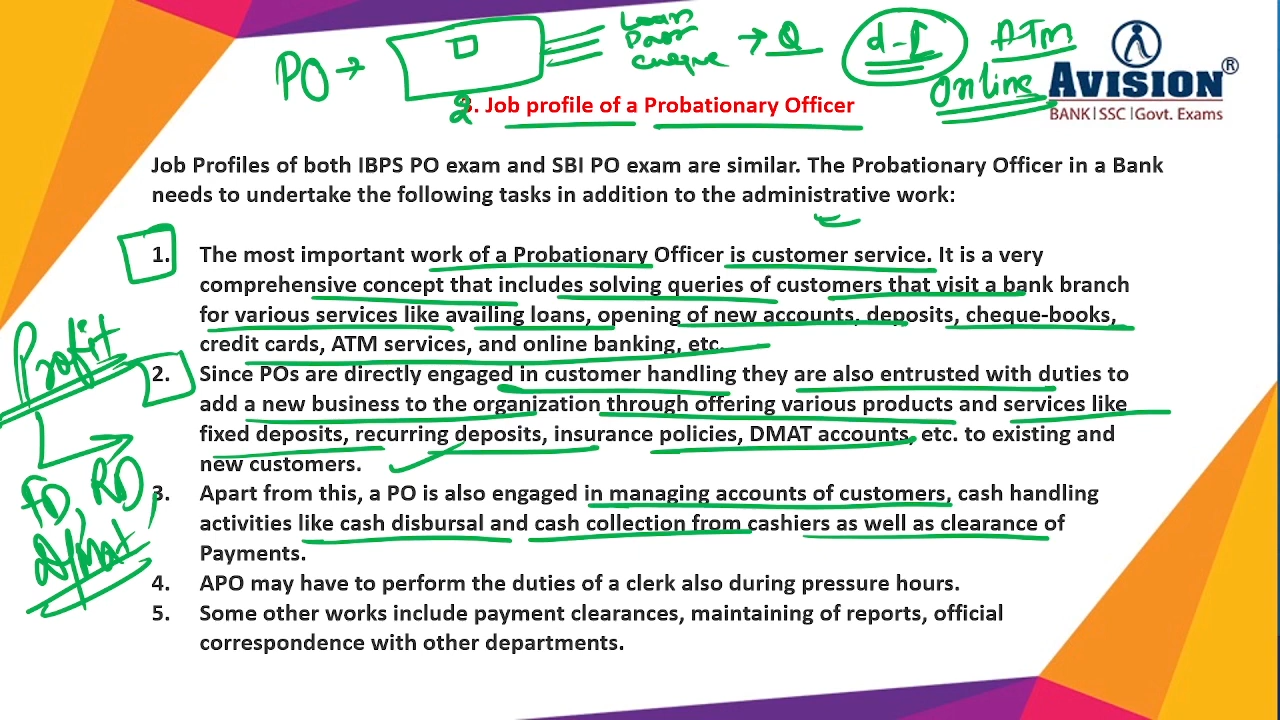 Loan
PO → Pass → Q d-I ATM
cheque
Online
AVISION®
BANK|SSC|Govt. Exams
2
3. Job profile of a Probationary Officer
Job Profiles of both IBPS PO exam and SBI PO exam are similar. The Probationary Officer in a Bank
needs to undertake the following tasks in addition to the administrative work:
1. The most important work of a Probationary Officer is customer service. It is a very
comprehensive concept that includes solving queries of customers that visit a bank branch
for various services like availing loans, opening of new accounts, deposits, cheque-books,
credit cards, ATM services, and online banking, etc.
Profit
2. Since POs are directly engaged in customer handling they are also entrusted with duties to
add a new business to the organization through offering various products and services like
fixed deposits, recurring deposits, insurance policies, DMAT accounts, etc. to existing and
new customers.
FD, RD,
D/Mat
3. Apart from this, a PO is also engaged in managing accounts of customers, cash handling
activities like cash disbursal and cash collection from cashiers as well as clearance of
Payments.
4. APO may have to perform the duties of a clerk also during pressure hours.
5. Some other works include payment clearances, maintaining of reports, official
correspondence with other departments.